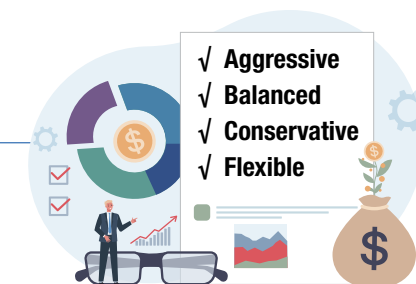 √ Aggressive
√ Balanced
√ Conservative
√ Flexible
$
$
$